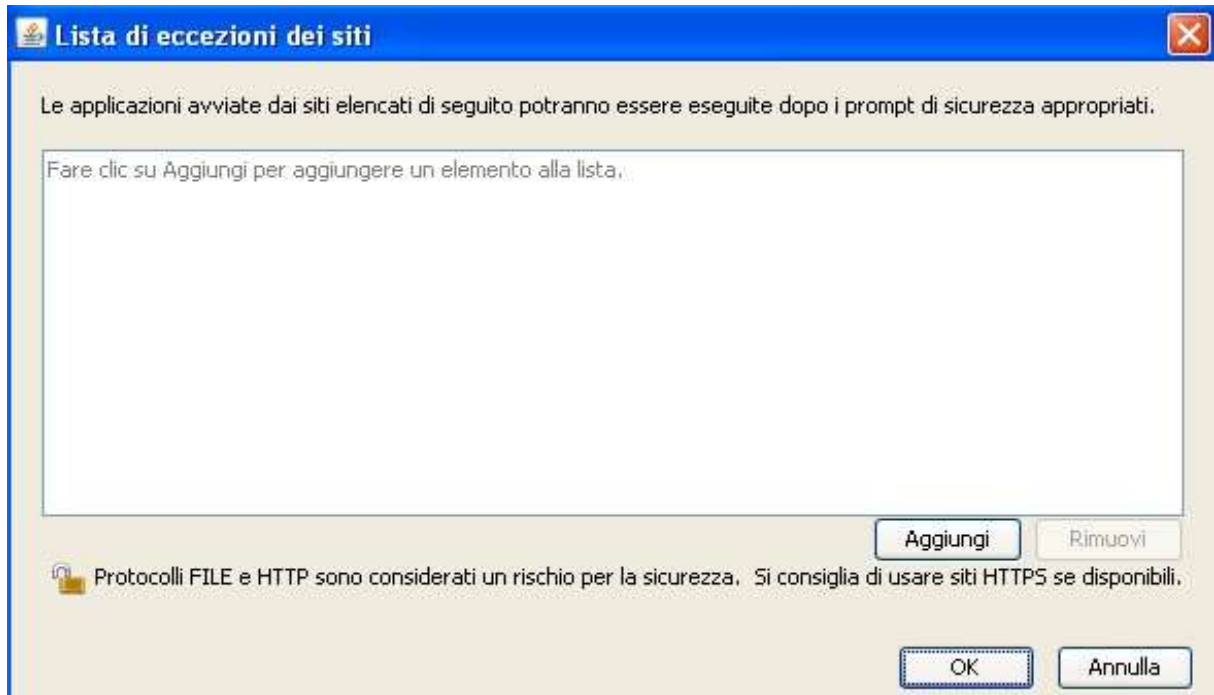 Lista di eccezioni dei siti
Le applicazioni avviate dai siti elencati di seguito potranno essere eseguite dopo i prompt di sicurezza appropriati.
Fare clic su Aggiungi per aggiungere un elemento alla lista.
Aggiungi Rimuovi
Protocolli FILE e HTTP sono considerati un rischio per la sicurezza. Si consiglia di usare siti HTTPS se disponibili.
OK Annulla